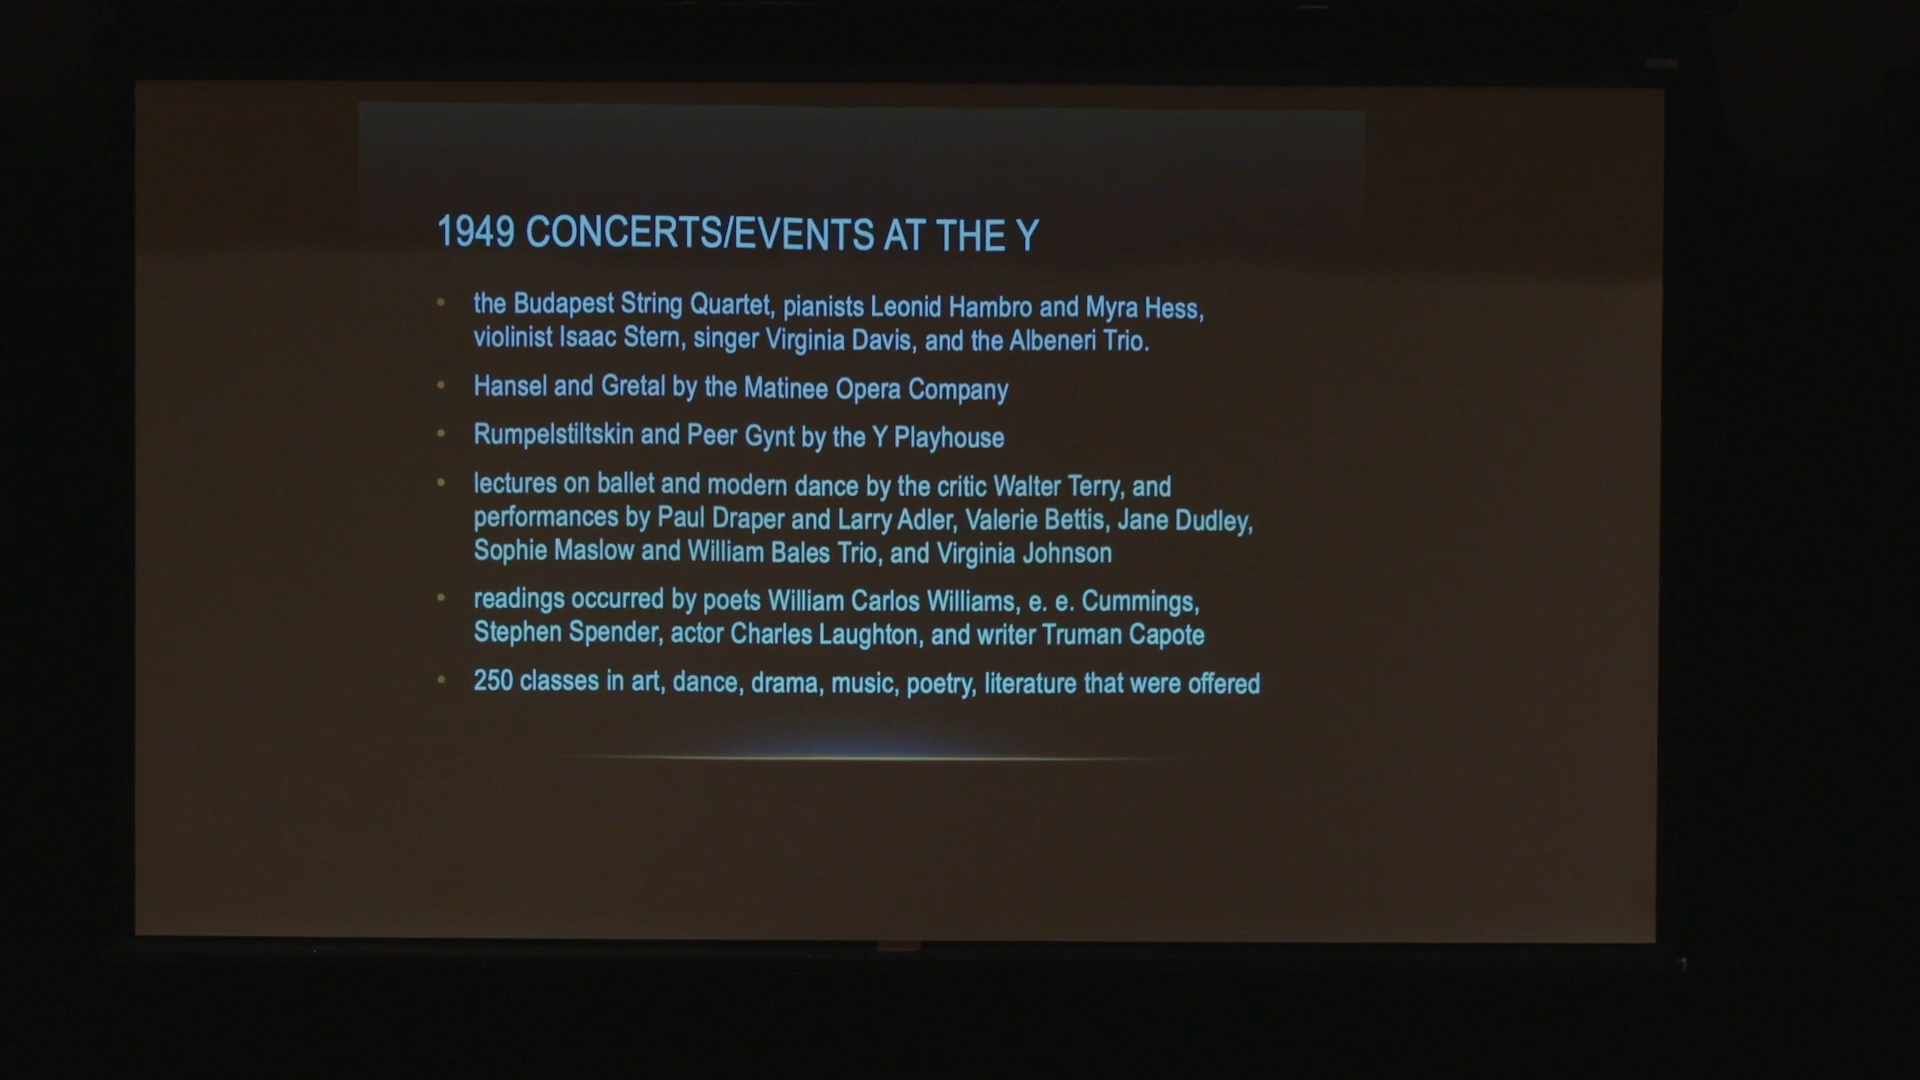 1949 CONCERTS/EVENTS AT THE Y
• the Budapest String Quartet, pianists Leonid Hambro and Myra Hess,
violinist Isaac Stern, singer Virginia Davis, and the Albeneri Trio.
• Hansel and Gretal by the Matinee Opera Company
• Rumpelstiltskin and Peer Gynt by the Y Playhouse
• lectures on ballet and modern dance by the critic Walter Terry, and
performances by Paul Draper and Larry Adler, Valerie Bettis, Jane Dudley,
Sophie Maslow and William Bales Trio, and Virginia Johnson
• readings occurred by poets William Carlos Williams, e. e. Cummings,
Stephen Spender, actor Charles Laughton, and writer Truman Capote
• 250 classes in art, dance, drama, music, poetry, literature that were offered